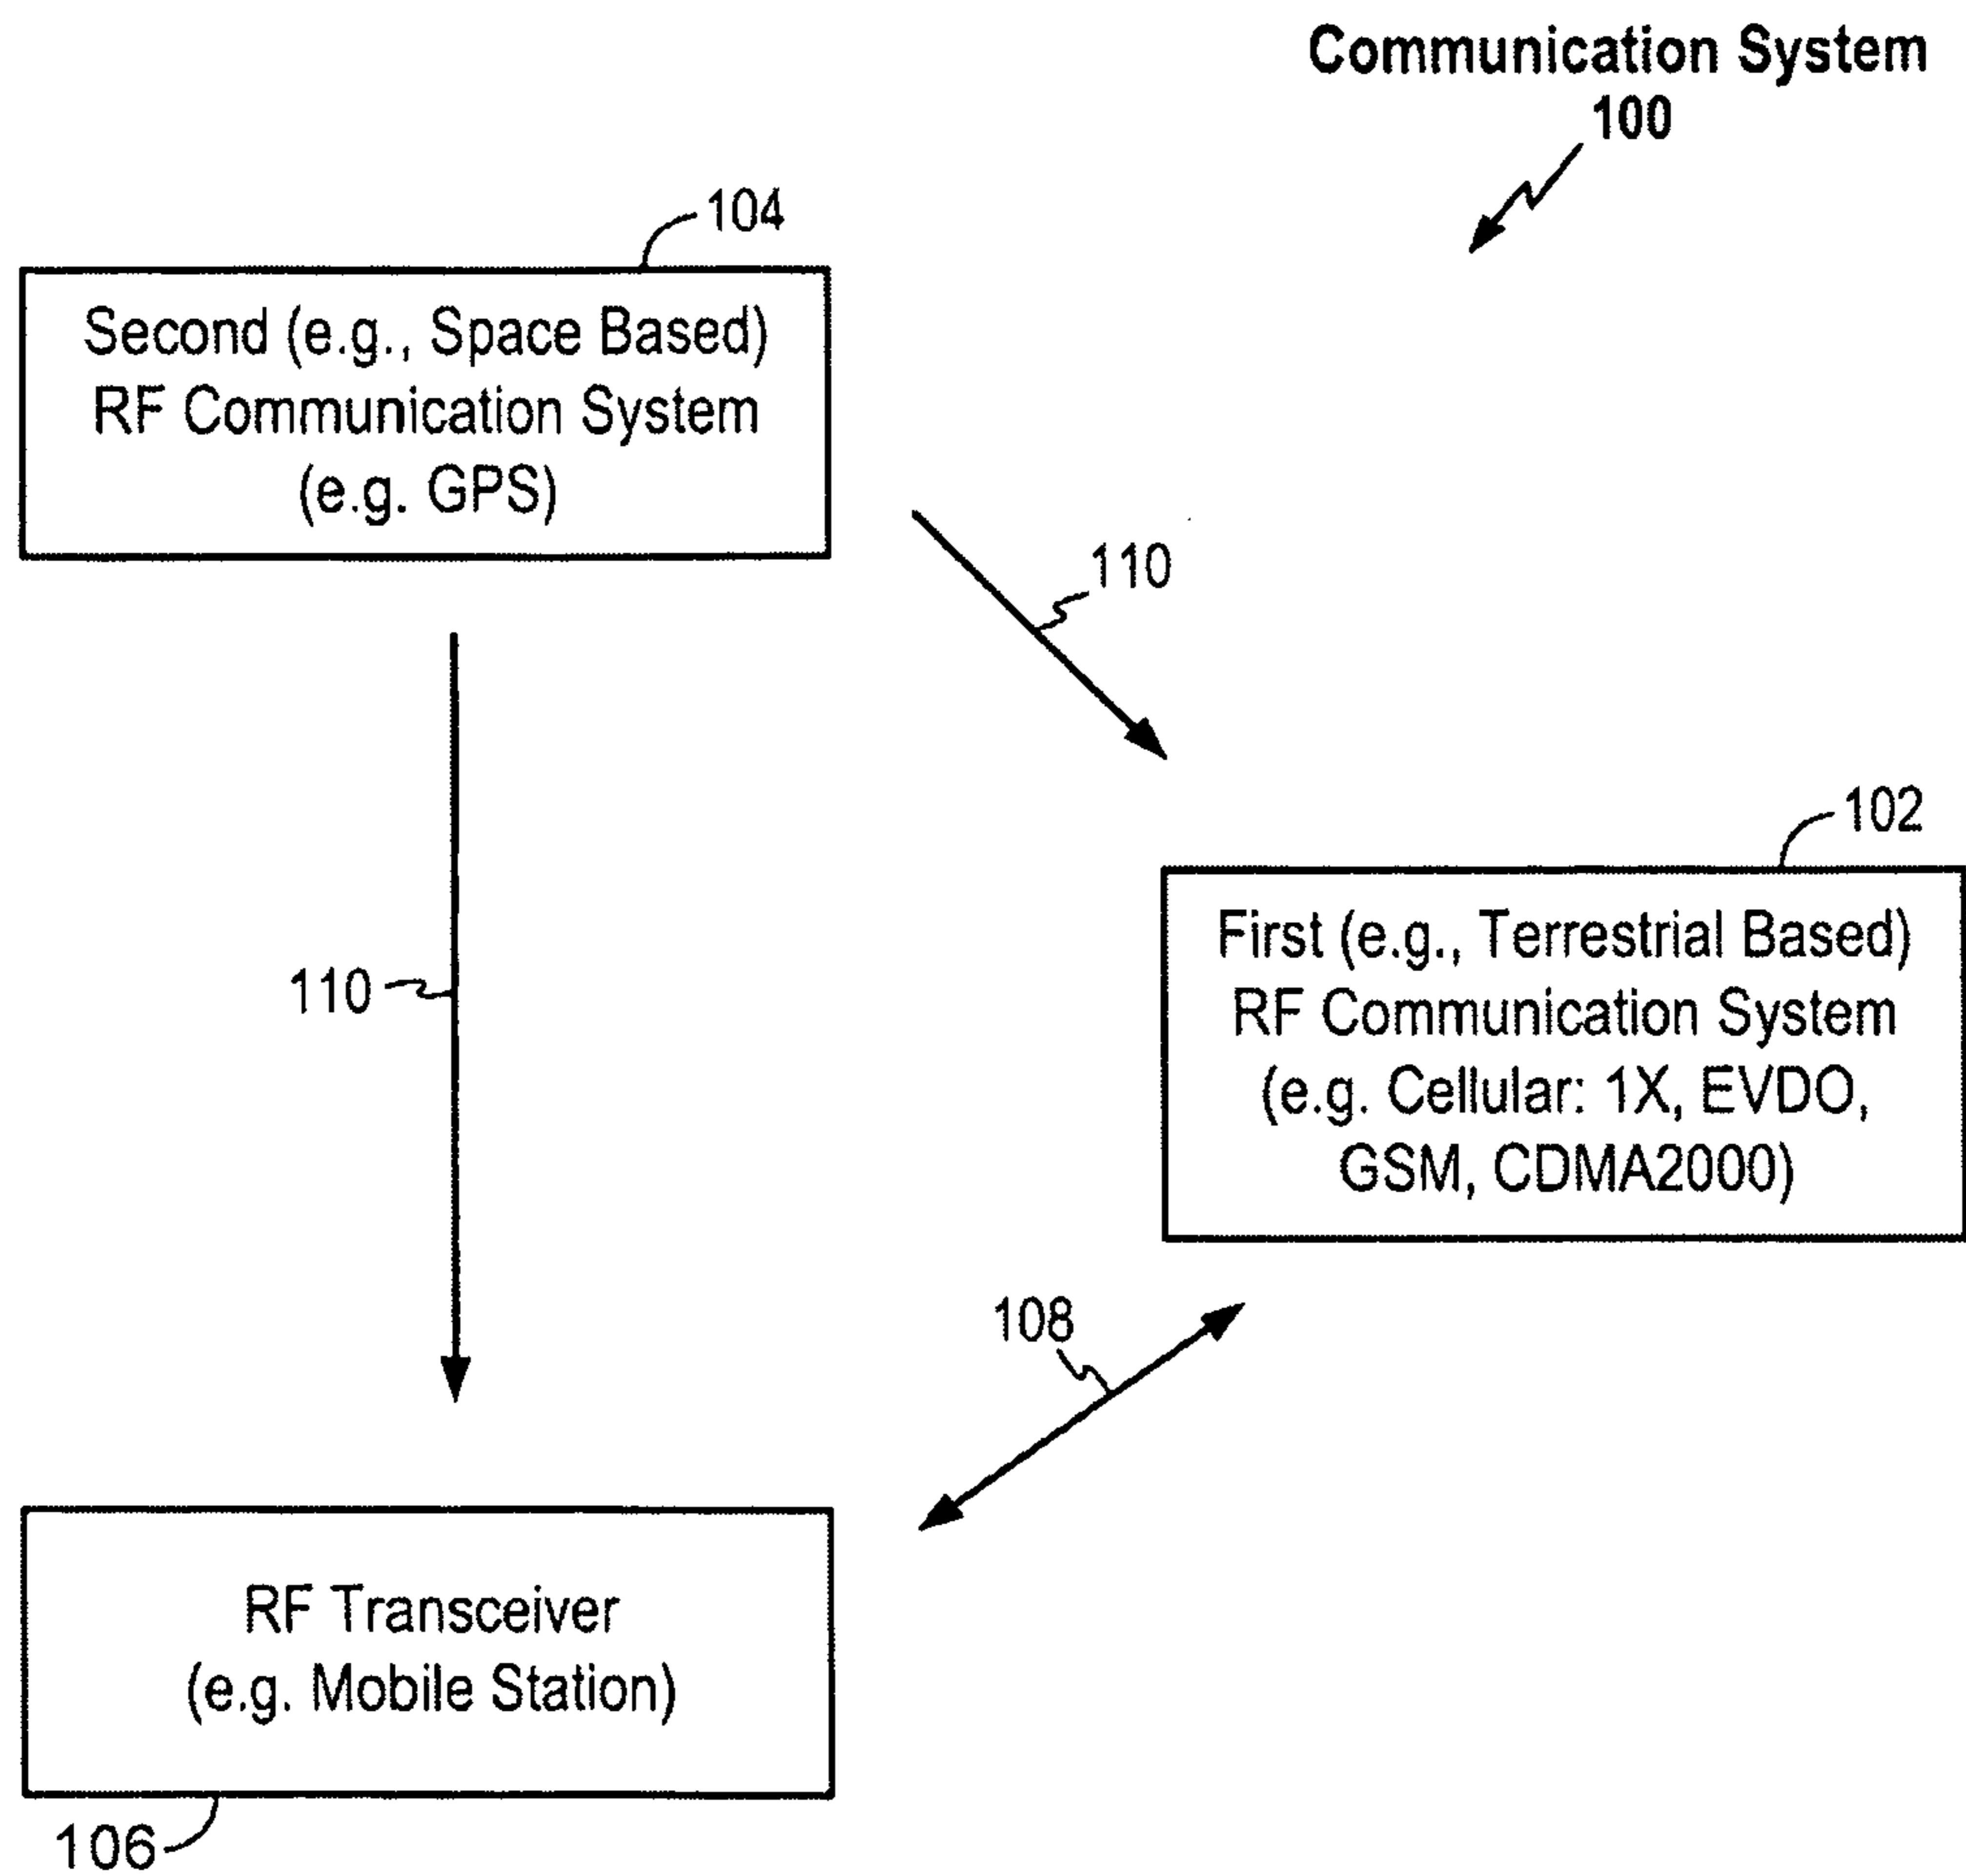 Communication System
100
104
Second (e.g., Space Based)
RF Communication System
(e.g. GPS)
110
102
First (e.g., Terrestrial Based)
RF Communication System
(e.g. Cellular: 1X, EVDO,
GSM, CDMA2000)
110
108
RF Transceiver
(e.g. Mobile Station)
106